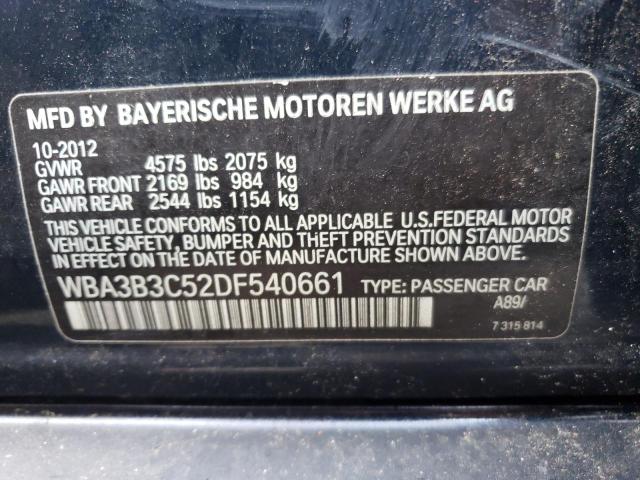 MFD BY BAYERISCHE MOTOREN WERKE AG
10-2012
GVWR 4575 lbs 2075 kg
GAWR FRONT 2169 lbs 984 kg
GAWR REAR 2544 lbs 1154 kg
THIS VEHICLE CONFORMS TO ALL APPLICABLE U.S.FEDERAL MOTOR
VEHICLE SAFETY, BUMPER AND THEFT PREVENTION STANDARDS
IN EFFECT ON THE DATE OF MANUFACTURE SHOWN ABOVE.
WBA3B3C52DF540661 TYPE: PASSENGER CAR
A89/
7 315 814